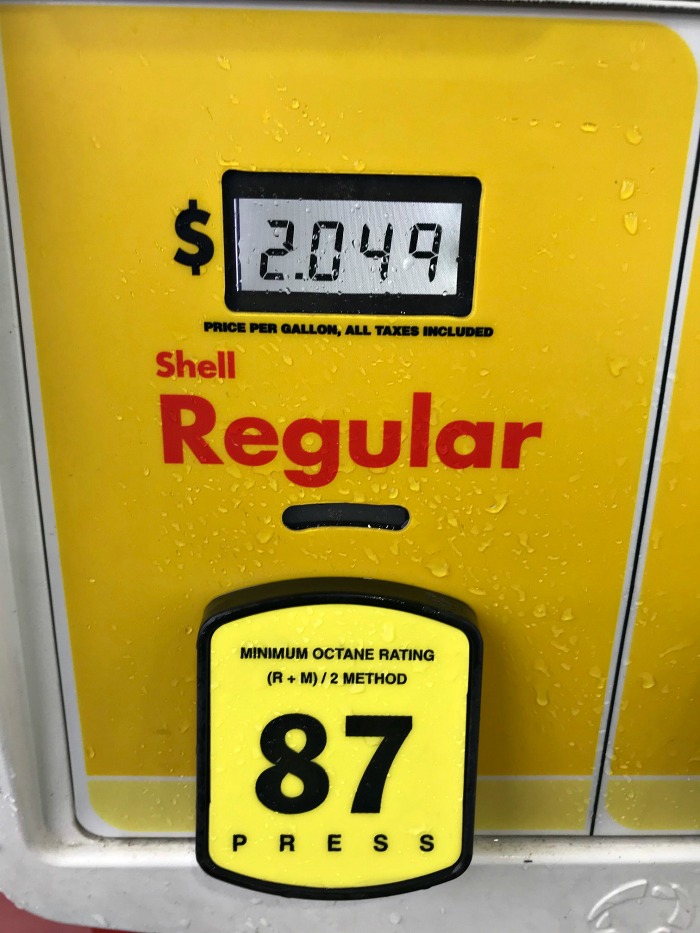 $ 2.049
PRICE PER GALLON, ALL TAXES INCLUDED
Shell
Regular
MINIMUM OCTANE RATING
(R + M) / 2 METHOD
87
PRESS